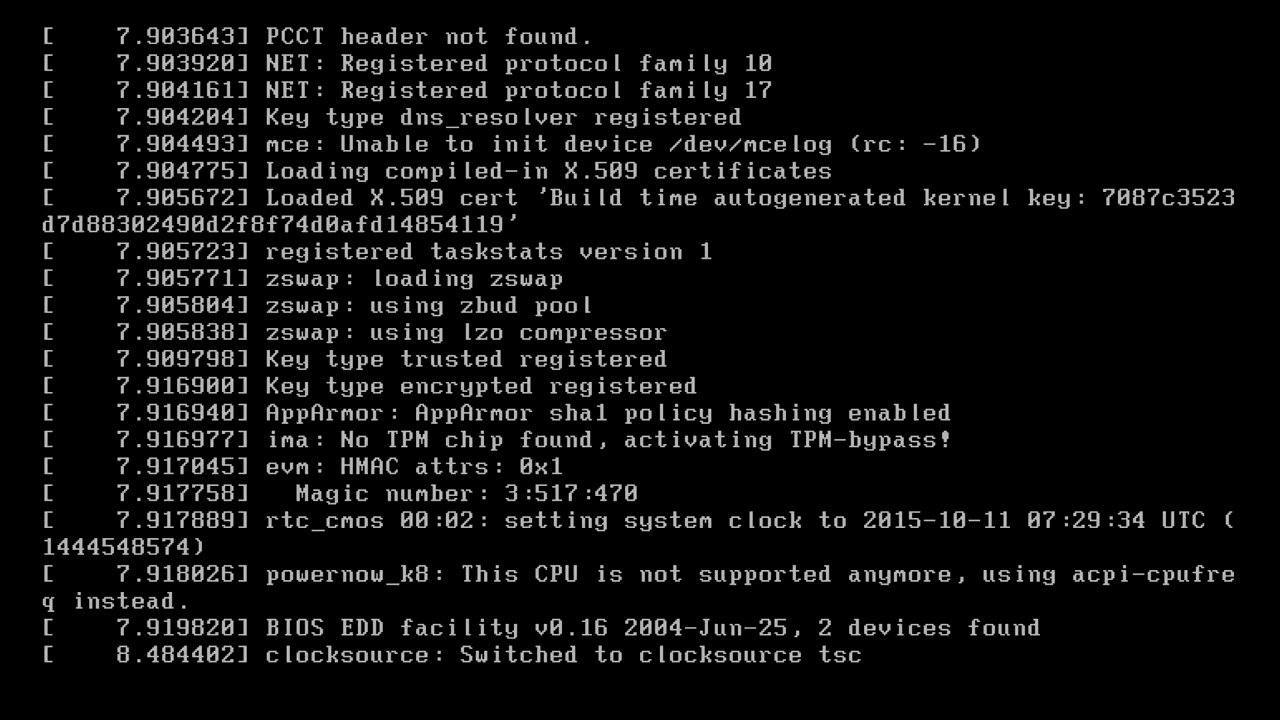 [    7.903643] PCCT header not found.
[    7.903920] NET: Registered protocol family 10
[    7.904161] NET: Registered protocol family 17
[    7.904204] Key type dns_resolver registered
[    7.904493] mce: Unable to init device /dev/mcelog (rc: -16)
[    7.904775] Loading compiled-in X.509 certificates
[    7.905672] Loaded X.509 cert 'Build time autogenerated kernel key: 7087c3523
d7d88302490d2f8f74d0afd14854119'
[    7.905723] registered taskstats version 1
[    7.905771] zswap: loading zswap
[    7.905804] zswap: using zbud pool
[    7.905838] zswap: using lzo compressor
[    7.909798] Key type trusted registered
[    7.916900] Key type encrypted registered
[    7.916940] AppArmor: AppArmor sha1 policy hashing enabled
[    7.916977] ima: No TPM chip found, activating TPM-bypass!
[    7.917045] evm: HMAC attrs: 0x1
[    7.917758]   Magic number: 3:517:470
[    7.917889] rtc_cmos 00:02: setting system clock to 2015-10-11 07:29:34 UTC (
1444548574)
[    7.918026] powernow_k8: This CPU is not supported anymore, using acpi-cpufre
q instead.
[    7.919820] BIOS EDD facility v0.16 2004-Jun-25, 2 devices found
[    8.484402] clocksource: Switched to clocksource tsc